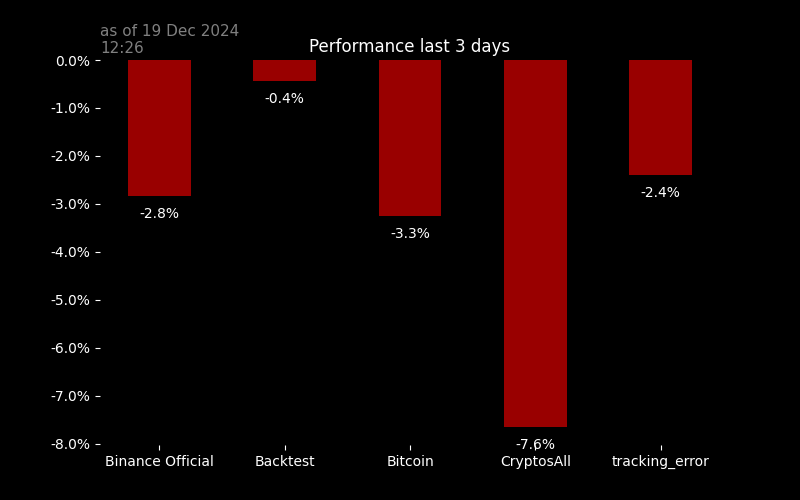 as of 19 Dec 2024
12:26
Performance last 3 days
0.0%
-1.0%
-2.0%
-3.0%
-4.0%
-5.0%
-6.0%
-7.0%
-8.0%
-2.8%
-0.4%
-3.3%
-7.6%
-2.4%
Binance Official
Backtest
Bitcoin
CryptosAll
tracking_error